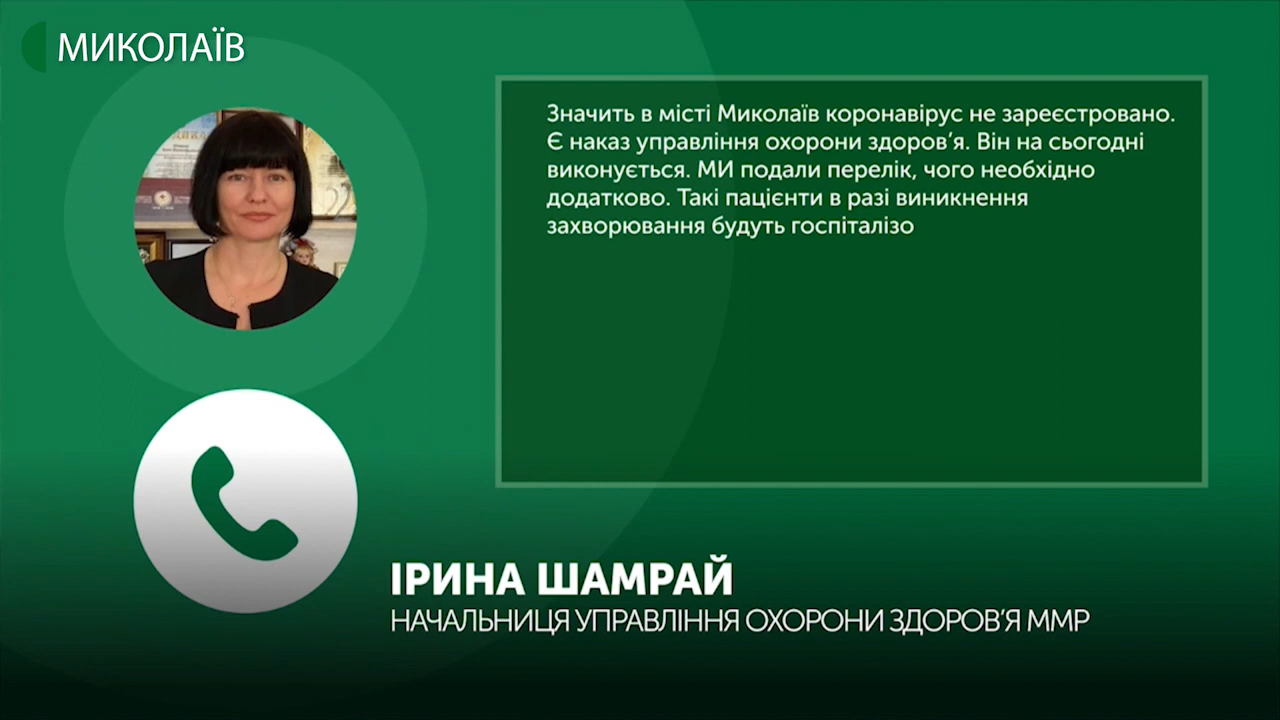 МИКОЛАЇВ
Значить в місті Миколаїв коронавірус не зареєстровано.
Є наказ управління охорони здоров’я. Він на сьогодні
виконується. МИ подали перелік, чого необхідно
додатково. Такі пацієнти в разі виникнення
захворювання будуть госпіталізо
ІРИНА ШАМРАЙ
НАЧАЛЬНИЦЯ УПРАВЛІННЯ ОХОРОНИ ЗДОРОВ’Я ММР